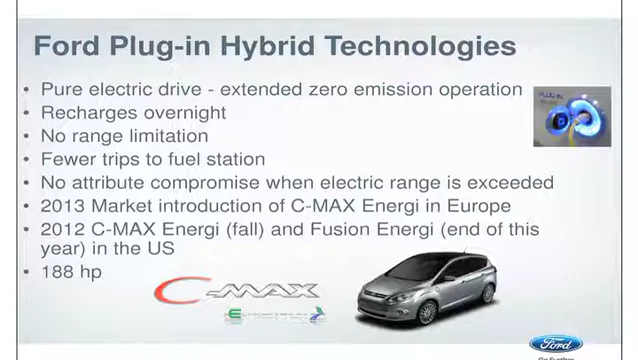 Ford Plug-in Hybrid Technologies
• Pure electric drive - extended zero emission operation
• Recharges overnight
• No range limitation
• Fewer trips to fuel station
• No attribute compromise when electric range is exceeded
• 2013 Market introduction of C-MAX Energi in Europe
• 2012 C-MAX Energi (fall) and Fusion Energi (end of this
year) in the US
• 188 hp
PLUG IN
C-MAX
Ford
Go Further